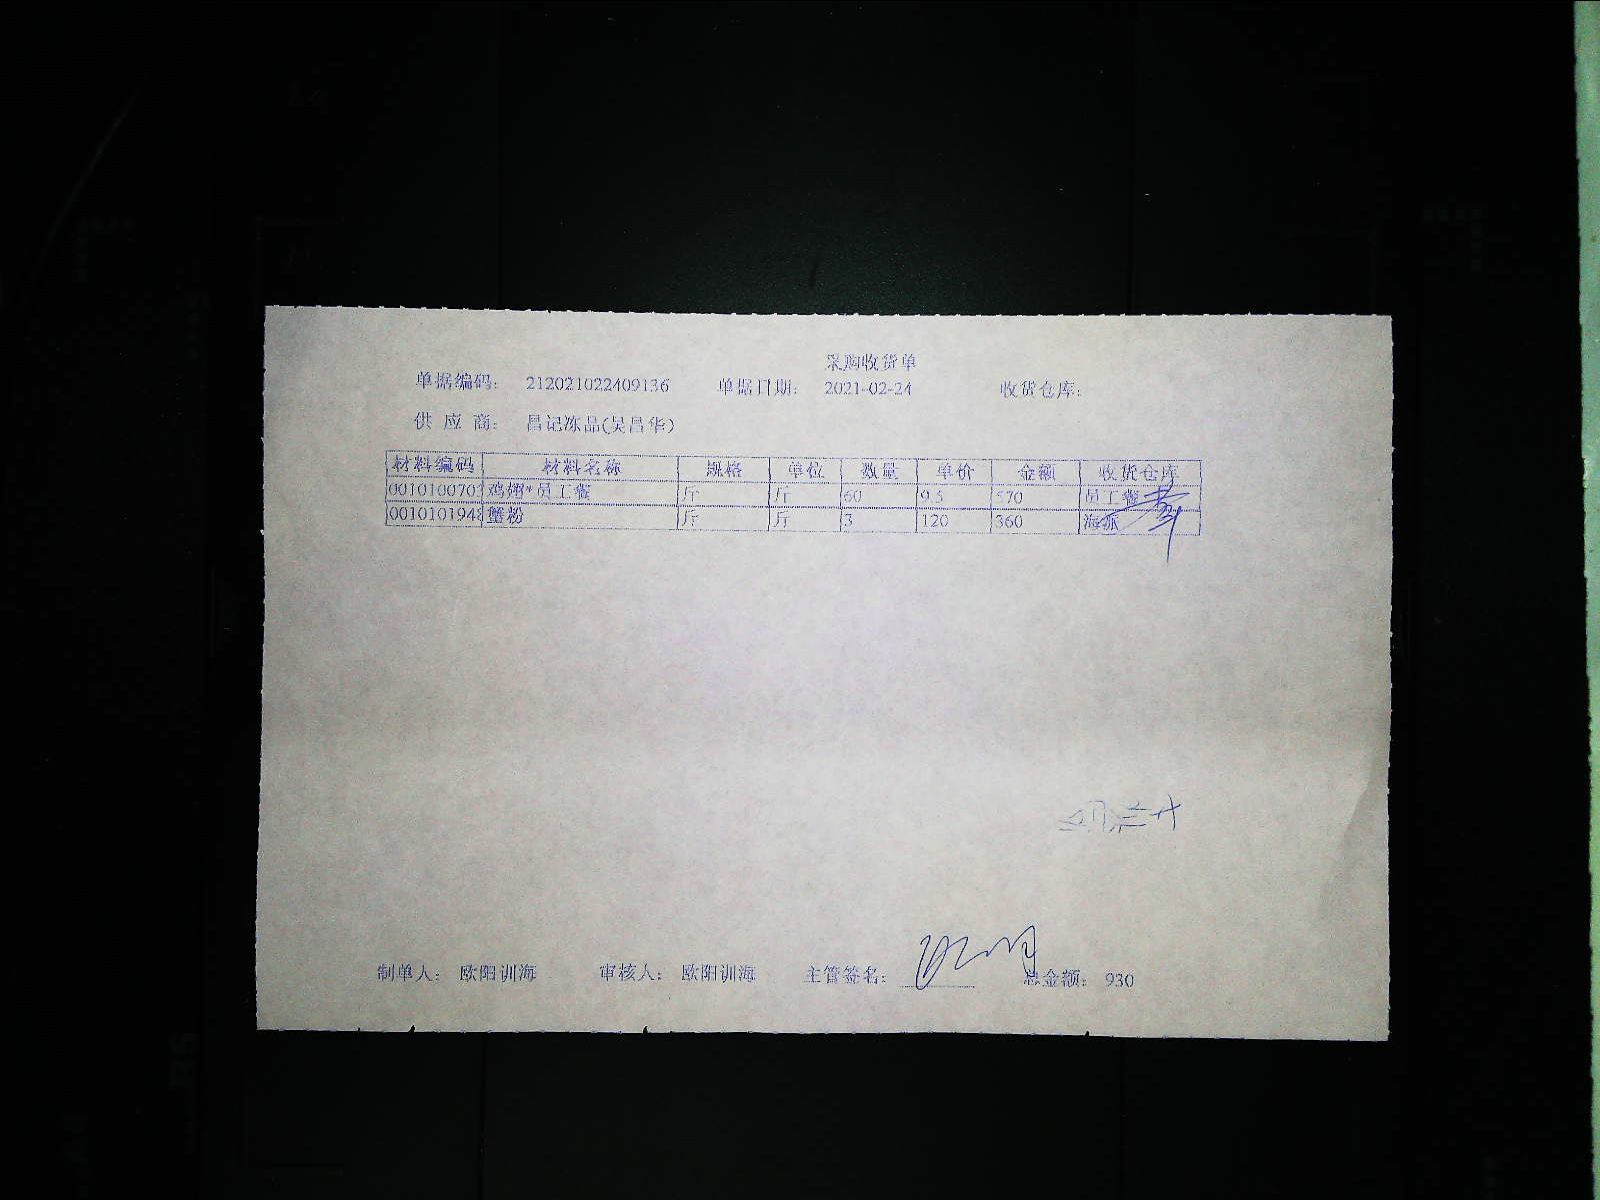 采购收货单
单据编码: 212021022409136 单据日期: 2021-02-24 收货仓库:
供 应 商: 昌记冻品(吴昌华)
材料编码 材料名称 规格 单位 数量 单价 金额 收货仓库
0010100703 鸡翅*员工餐 斤 斤 60 9.5 570 员工餐
0010101948 蟹粉 斤 斤 3 120 360 海派
制单人: 欧阳训海 审核人: 欧阳训海 主管签名: 总金额: 930